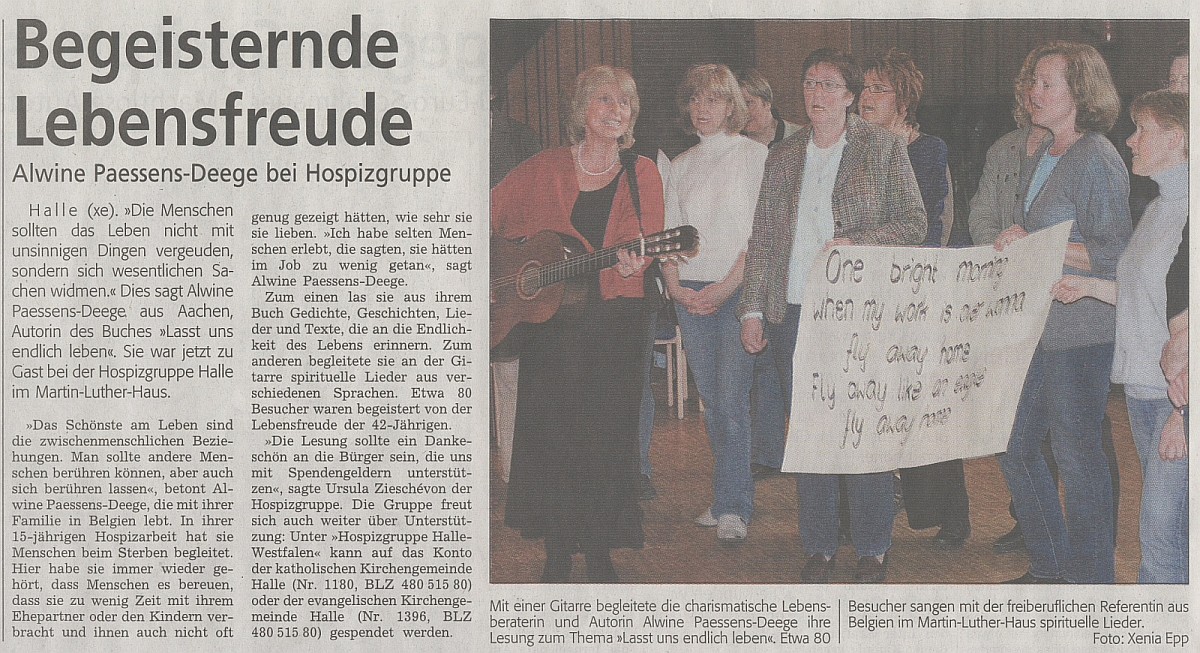 Begeisternde
Lebensfreude
Alwine Paessens-Deege bei Hospizgruppe
Halle (xe). »Die Menschen
sollten das Leben nicht mit
unsinnigen Dingen vergeuden,
sondern sich wesentlichen Sa-
chen widmen.« Dies sagt Alwine
Paessens-Deege aus Aachen,
Autorin des Buches »Lasst uns
endlich leben«. Sie war jetzt zu
Gast bei der Hospizgruppe Halle
im Martin-Luther-Haus.
»Das Schönste am Leben sind
die zwischenmenschlichen Bezie-
hungen. Man sollte andere Men-
schen berühren können, aber auch
sich berühren lassen«, betont Al-
wine Paessens-Deege, die mit ihrer
Familie in Belgien lebt. In ihrer
15-jährigen Hospizarbeit hat sie
Menschen beim Sterben begleitet.
Hier habe sie immer wieder ge-
hört, dass Menschen es bereuen,
dass sie zu wenig Zeit mit ihrem
Ehepartner oder den Kindern ver-
bracht und ihnen auch nicht oft
genug gezeigt hätten, wie sehr sie
sie lieben. »Ich habe selten Men-
schen erlebt, die sagten, sie hätten
im Job zu wenig getan«, sagt
Alwine Paessens-Deege.
Zum einen las sie aus ihrem
Buch Gedichte, Geschichten, Lie-
der und Texte, die an die Endlich-
keit des Lebens erinnern. Zum
anderen begleitete sie an der Gi-
tarre spirituelle Lieder aus ver-
schiedenen Sprachen. Etwa 80
Besucher waren begeistert von der
Lebensfreude der 42-Jährigen.
»Die Lesung sollte ein Danke-
schön an die Bürger sein, die uns
mit Spendengeldern unterstütz-
zen«, sagte Ursula Zieschévon der
Hospizgruppe. Die Gruppe freut
sich auch weiter über Unterstüt-
zung: Unter »Hospizgruppe Halle-
Westfalen« kann auf das Konto
der katholischen Kirchengemeinde
Halle (Nr. 1180, BLZ 480 515 80)
oder der evangelischen Kirchenge-
meinde Halle (Nr. 1396, BLZ
480 515 80) gespendet werden.
One bright morning
when my work is over wanna
fly away home
Fly away like an angel
fly away home
Mit einer Gitarre begleitete die charismatische Lebens-
beraterin und Autorin Alwine Paessens-Deege ihre
Lesung zum Thema »Lasst uns endlich leben«. Etwa 80
Besucher sangen mit der freiberuflichen Referentin aus
Belgien im Martin-Luther-Haus spirituelle Lieder.
Foto: Xenia Epp